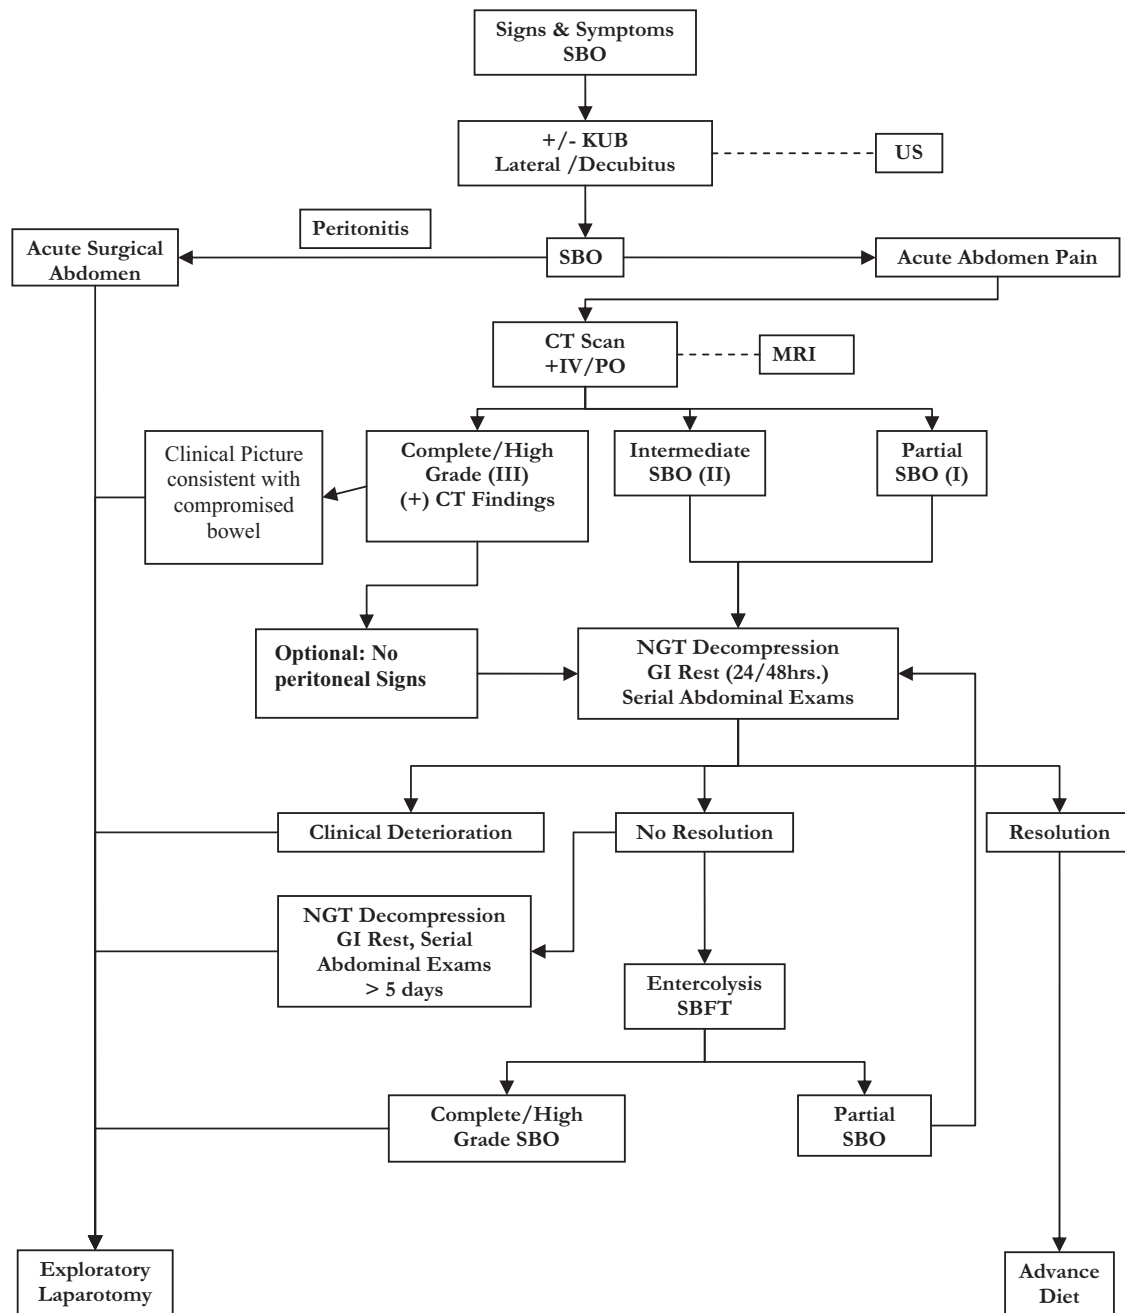 Signs & Symptoms
SBO
+/- KUB
Lateral /Decubitus
US
Peritonitis
Acute Surgical
Abdomen
SBO
Acute Abdomen Pain
CT Scan
+IV/PO
MRI
Clinical Picture
consistent with
compromised
bowel
Complete/High
Grade (III)
(+) CT Findings
Intermediate
SBO (II)
Partial
SBO (I)
Optional: No
peritoneal Signs
NGT Decompression
GI Rest (24/48hrs.)
Serial Abdominal Exams
Clinical Deterioration
No Resolution
Resolution
NGT Decompression
GI Rest, Serial
Abdominal Exams
> 5 days
Entercolysis
SBFT
Complete/High
Grade SBO
Partial
SBO
Exploratory
Laparotomy
Advance
Diet